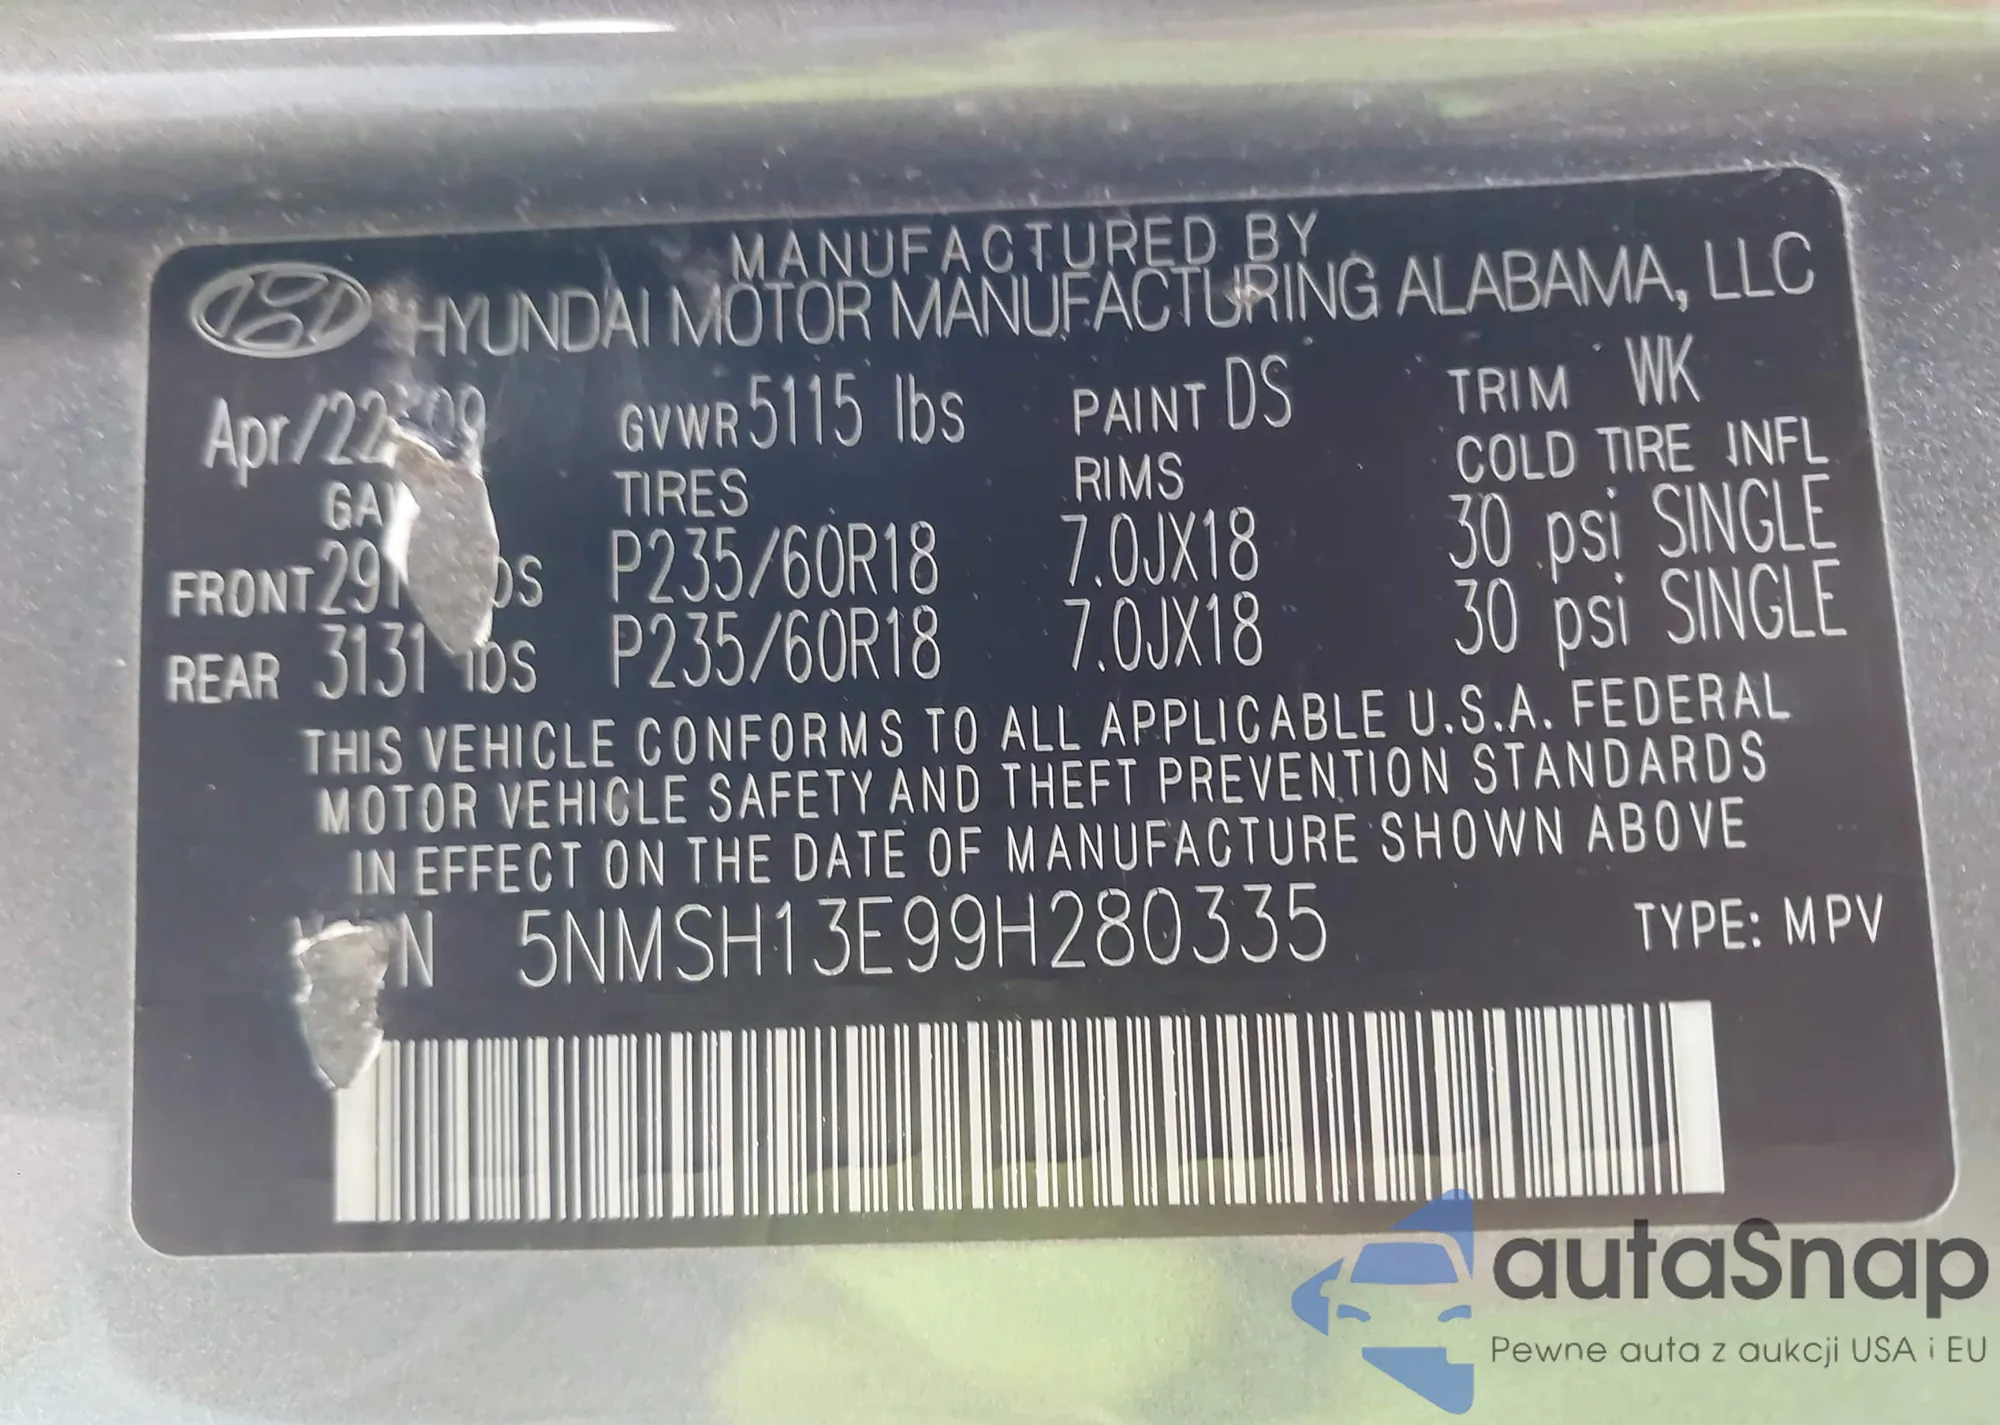 MANUFACTURED BY
HYUNDAI MOTOR MANUFACTURING ALABAMA, LLC
GVWR 5115 lbs PAINT DS TRIM WK
TIRES RIMS COLD TIRE INFL
FRONT P235/60R18 7.0JX18 30 psi SINGLE
REAR 3131 lbs P235/60R18 7.0JX18 30 psi SINGLE
THIS VEHICLE CONFORMS TO ALL APPLICABLE U.S.A. FEDERAL
MOTOR VEHICLE SAFETY AND THEFT PREVENTION STANDARDS
IN EFFECT ON THE DATE OF MANUFACTURE SHOWN ABOVE
5NMSH13E99H280335 TYPE: MPV
autaSnap
Pewne auta z aukcji USA i EU